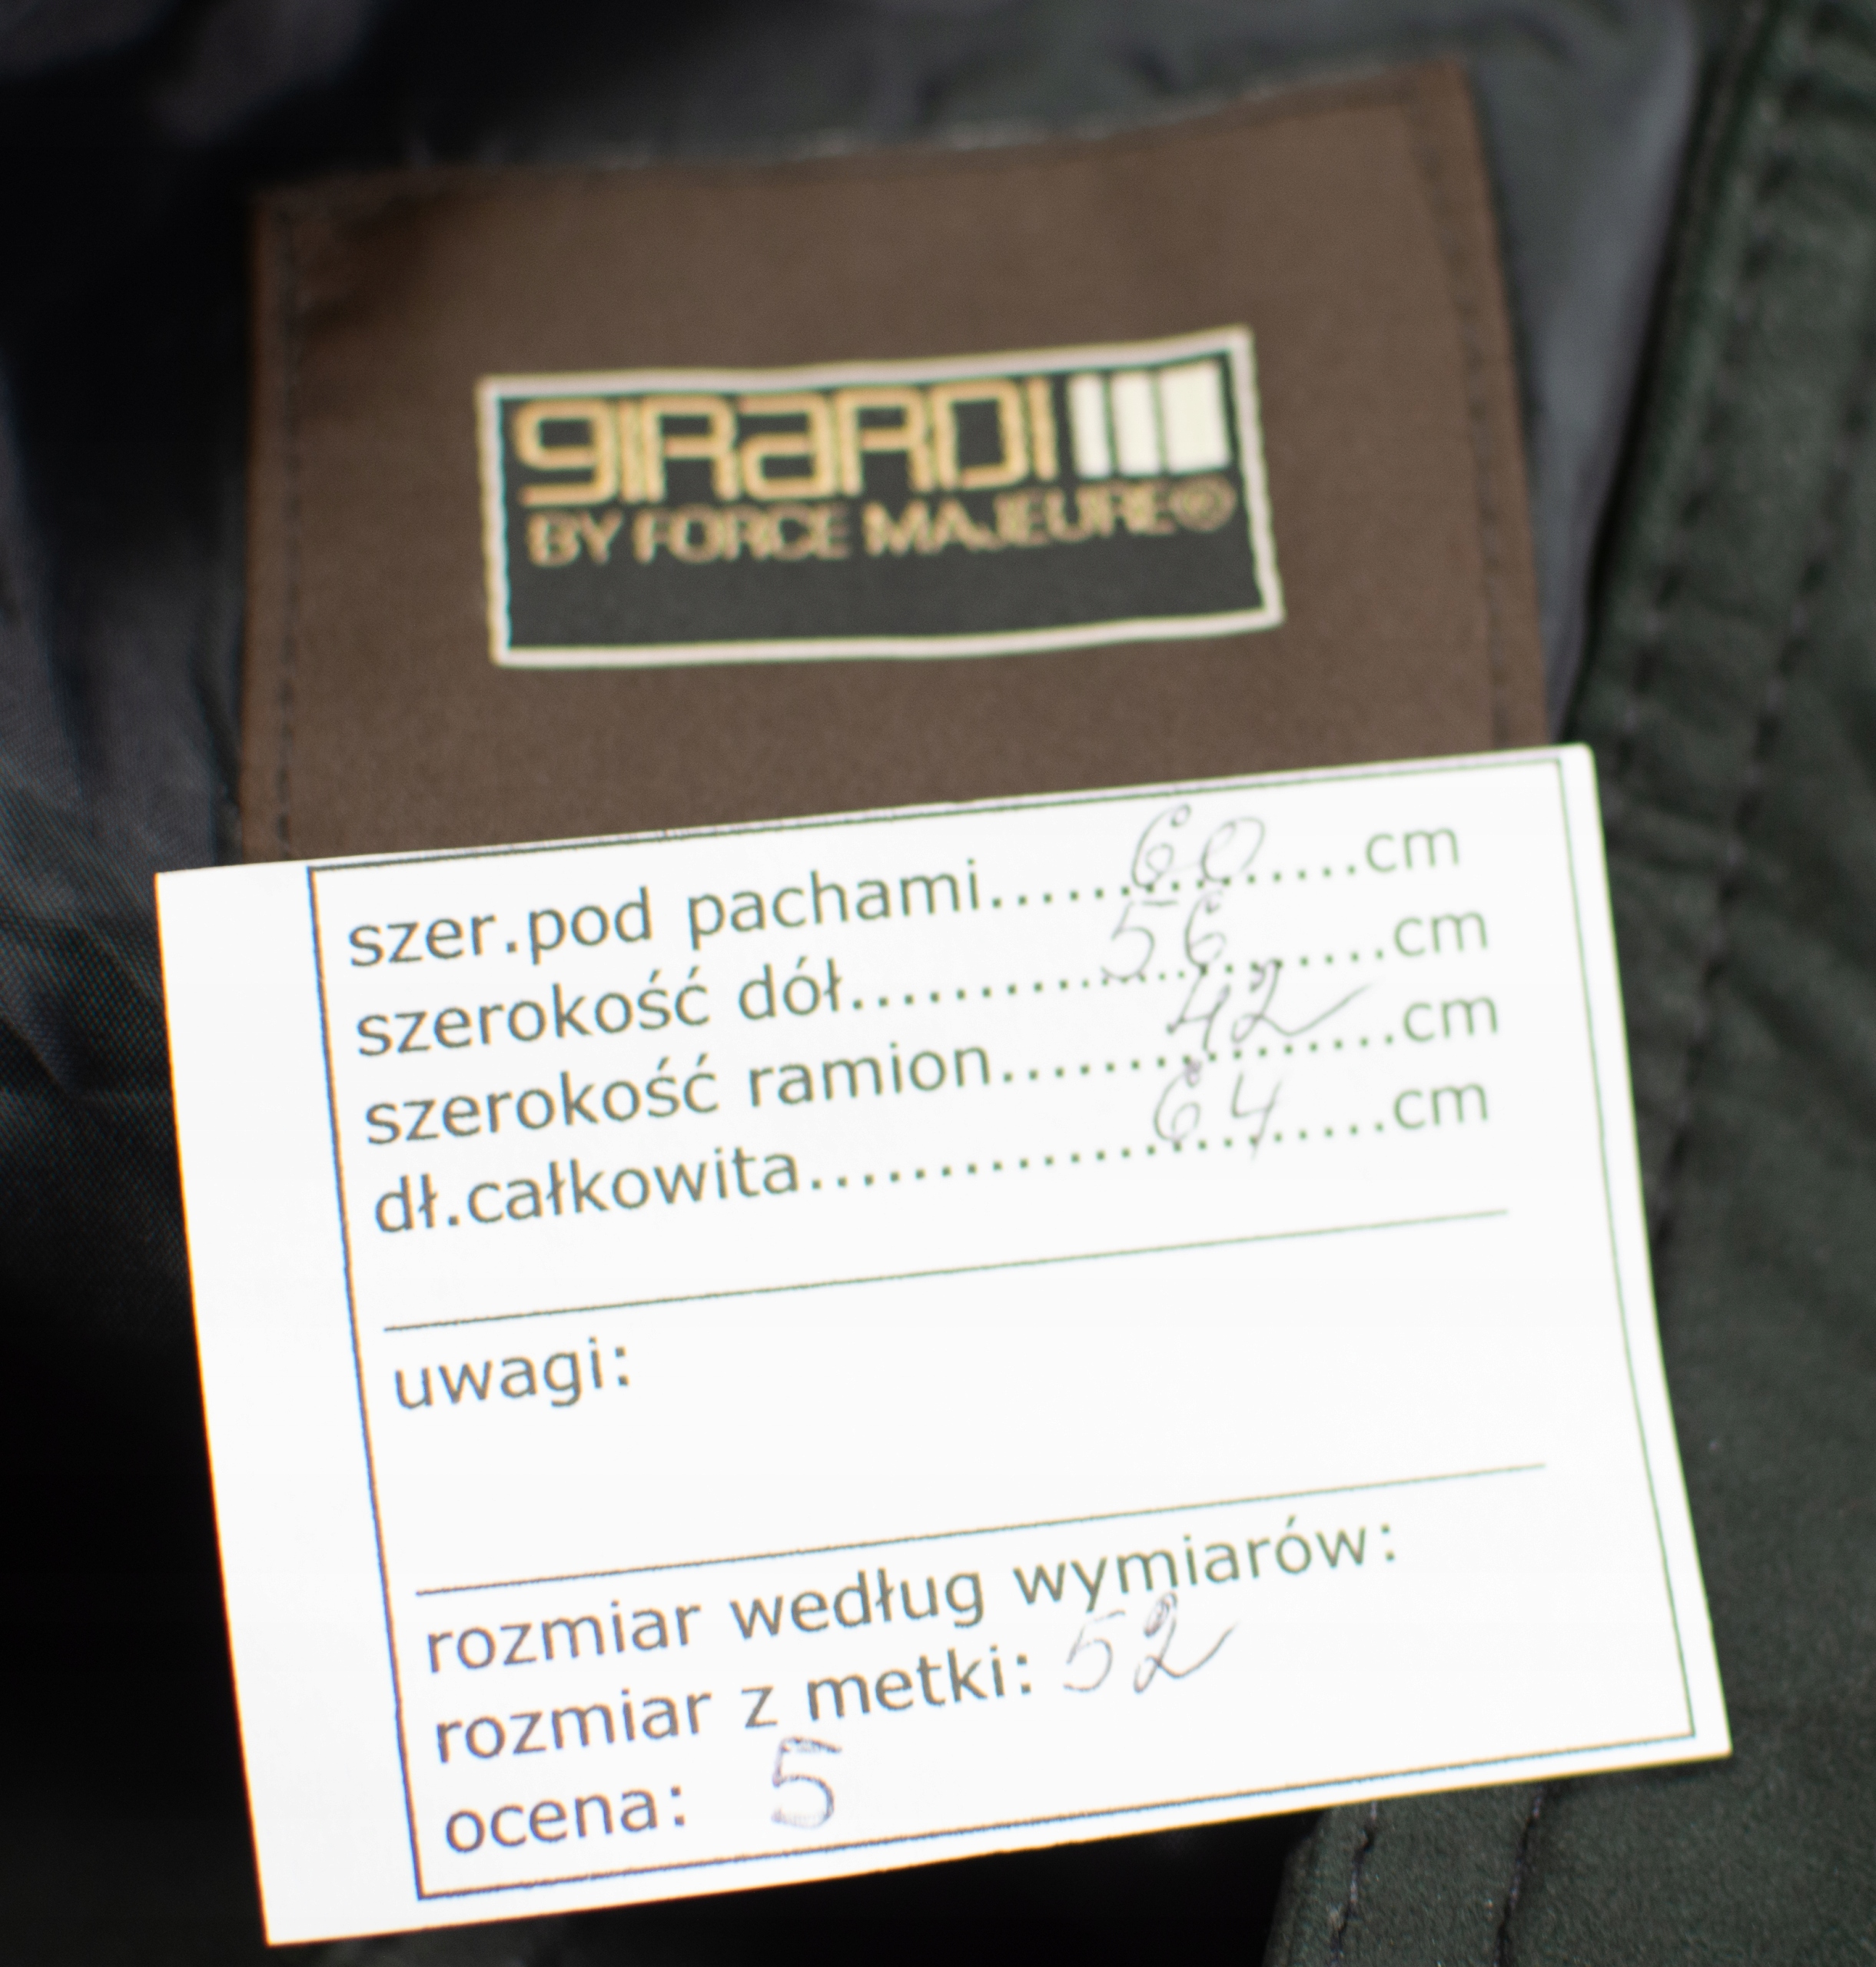 gIRaRDI
BY FORCE MAJEURE®
szer.pod pachami......60......cm
szerokość dół......56......cm
szerokość ramion......42......cm
dł.całkowita......64......cm
uwagi:
rozmiar według wymiarów:
rozmiar z metki: 52
ocena: 5